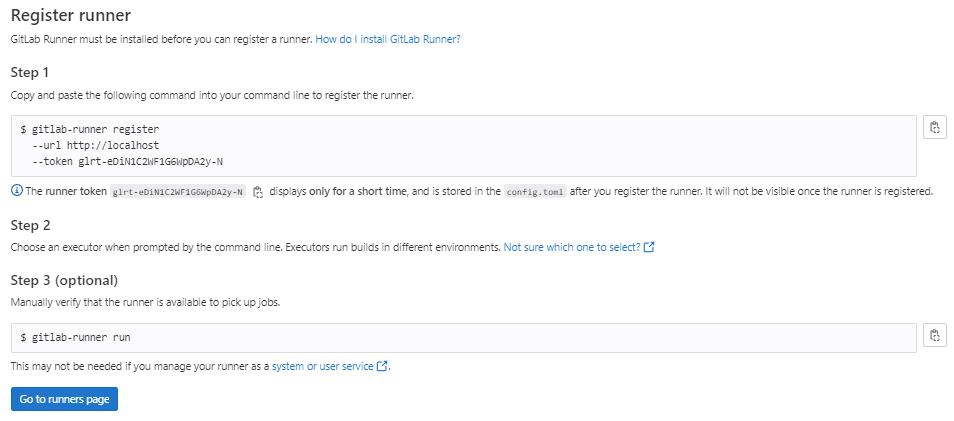 Register runner
GitLab Runner must be installed before you can register a runner. How do I install GitLab Runner?
Step 1
Copy and paste the following command into your command line to register the runner.
$ gitlab-runner register
--url http://localhost
--token glrt-eDiN1C2WF1G6WpDA2y-N
The runner token glrt-eDiN1C2WF1G6WpDA2y-N displays only for a short time, and is stored in the config.toml after you register the runner. It will not be visible once the runner is registered.
Step 2
Choose an executor when prompted by the command line. Executors run builds in different environments. Not sure which one to select?
Step 3 (optional)
Manually verify that the runner is available to pick up jobs.
$ gitlab-runner run
This may not be needed if you manage your runner as a system or user service.
Go to runners page